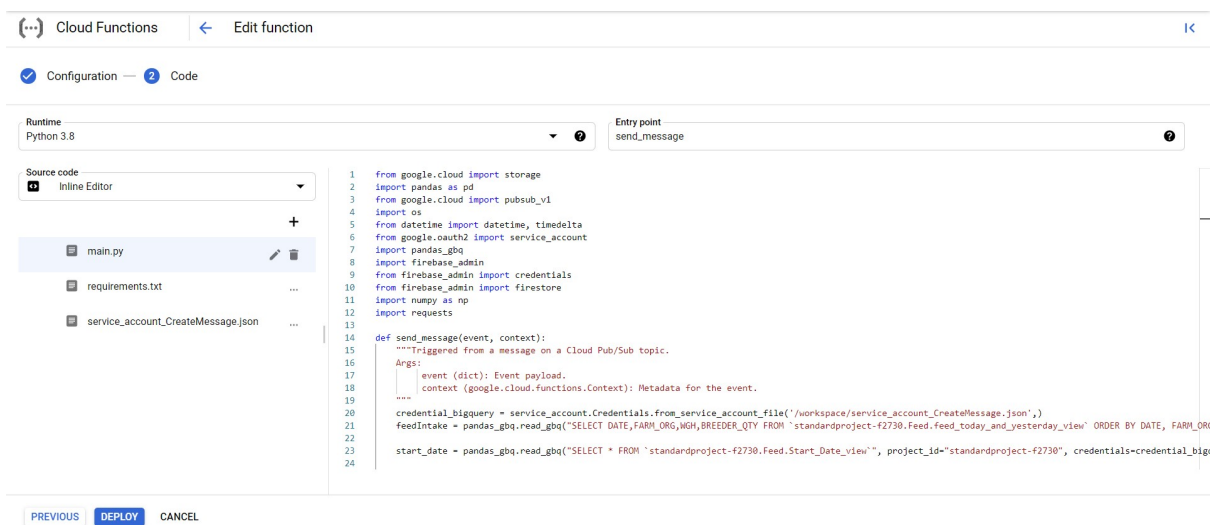 Cloud Functions
Edit function
Configuration
2 Code
Runtime
Python 3.8
Entry point
send_message
Source code
Inline Editor
main.py
requirements.txt
...
service_account_CreateMessage.json
...
1 from google.cloud import storage
2 import pandas as pd
3 from google.cloud import pubsub_v1
4 import os
5 from datetime import datetime, timedelta
6 from google.oauth2 import service_account
7 import pandas_gbq
8 import firebase_admin
9 from firebase_admin import credentials
10 from firebase_admin import firestore
11 import numpy as np
12 import requests
13
14 def send_message(event, context):
15 """Triggered from a message on a Cloud Pub/Sub topic.
16 Args:
17 event (dict): Event payload.
18 context (google.cloud.functions.Context): Metadata for the event.
19 """
20 credential_bigquery = service_account.Credentials.from_service_account_file('/workspace/service_account_CreateMessage.json',)
21 feedIntake = pandas_gbq.read_gbq("SELECT DATE,FARM_ORG,WGH,BREEDER_QTY FROM `standardproject-f2730.Feed.feed_today_and_yesterday_view` ORDER BY DATE, FARM_ORG
22
23 start_date = pandas_gbq.read_gbq("SELECT * FROM `standardproject-f2730.Feed.Start_Date_view`", project_id="standardproject-f2730", credentials=credential_big
24
PREVIOUS
DEPLOY
CANCEL